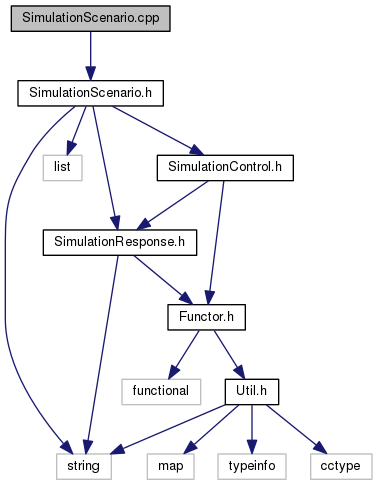 SimulationScenario.cpp
SimulationScenario.h
list
SimulationControl.h
SimulationResponse.h
Functor.h
functional
Util.h
string
map
typeinfo
cctype